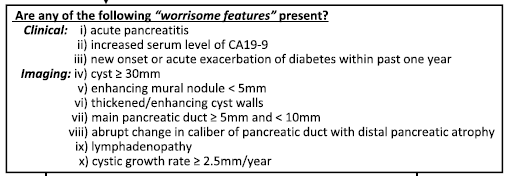 Are any of the following "worrisome features" present?
Clinical: i) acute pancreatitis
ii) increased serum level of CA19-9
iii) new onset or acute exacerbation of diabetes within past one year
Imaging: iv) cyst ≥ 30mm
v) enhancing mural nodule < 5mm
vi) thickened/enhancing cyst walls
vii) main pancreatic duct ≥ 5mm and < 10mm
viii) abrupt change in caliber of pancreatic duct with distal pancreatic atrophy
ix) lymphadenopathy
x) cystic growth rate ≥ 2.5mm/year